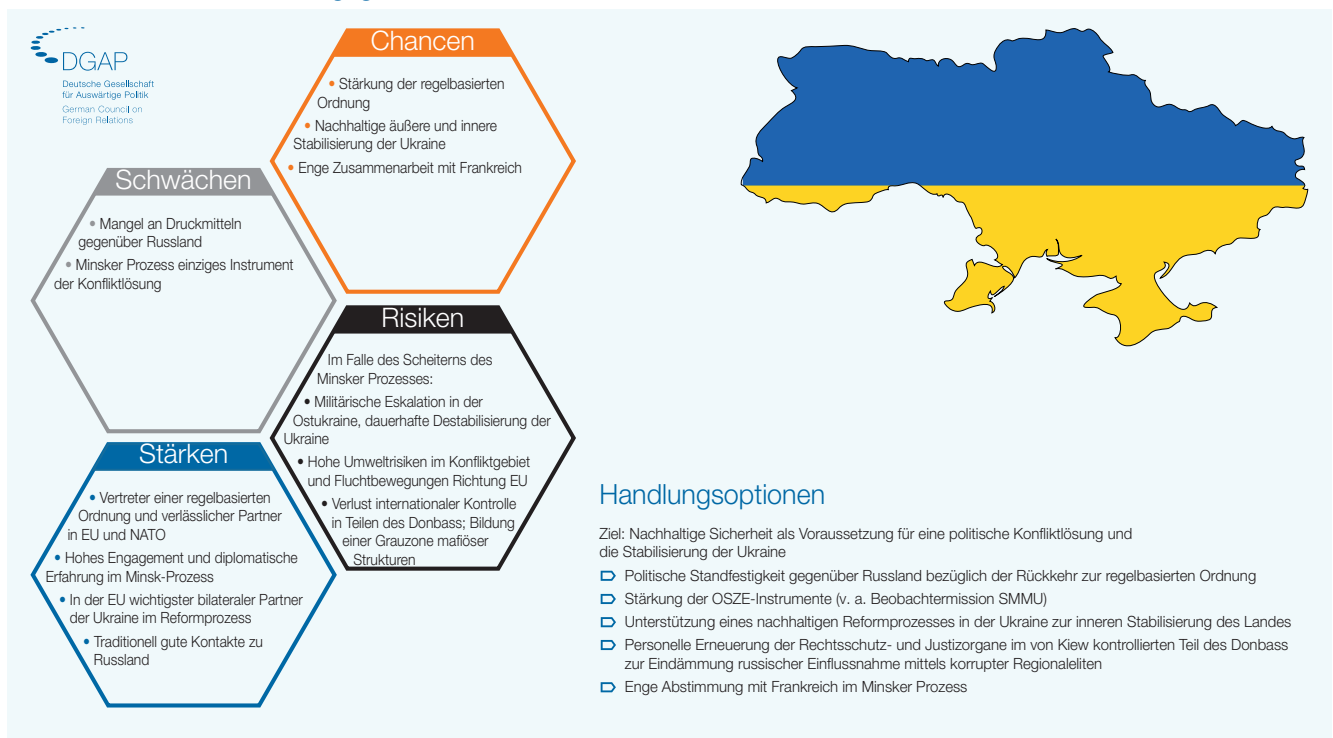 DGAP
Deutsche Gesellschaft
für Auswärtige Politik
German Council on
Foreign Relations
Chancen
• Stärkung der regelbasierten
Ordnung
• Nachhaltige äußere und innere
Stabilisierung der Ukraine
• Enge Zusammenarbeit mit Frankreich
Schwächen
• Mangel an Druckmitteln
gegenüber Russland
• Minsker Prozess einziges Instrument
der Konfliktlösung
Risiken
Im Falle des Scheiterns des
Minsker Prozesses:
• Militärische Eskalation in der
Ostukraine, dauerhafte Destabilisierung der
Ukraine
• Hohe Umweltrisiken im Konfliktgebiet
und Fluchtbewegungen Richtung EU
• Verlust internationaler Kontrolle
in Teilen des Donbass; Bildung
einer Grauzone mafiöser
Strukturen
Stärken
• Vertreter einer regelbasierten
Ordnung und verlässlicher Partner
in EU und NATO
• Hohes Engagement und diplomatische
Erfahrung im Minsk-Prozess
• In der EU wichtigster bilateraler Partner
der Ukraine im Reformprozess
• Traditionell gute Kontakte zu
Russland
Handlungsoptionen
Ziel: Nachhaltige Sicherheit als Voraussetzung für eine politische Konfliktlösung und
die Stabilisierung der Ukraine
Politische Standfestigkeit gegenüber Russland bezüglich der Rückkehr zur regelbasierten Ordnung
Stärkung der OSZE-Instrumente (v. a. Beobachtermission SMMU)
Unterstützung eines nachhaltigen Reformprozesses in der Ukraine zur inneren Stabilisierung des Landes
Personelle Erneuerung der Rechtsschutz- und Justizorgane im von Kiew kontrollierten Teil des Donbass
zur Eindämmung russischer Einflussnahme mittels korrupter Regionaleliten
Enge Abstimmung mit Frankreich im Minsker Prozess